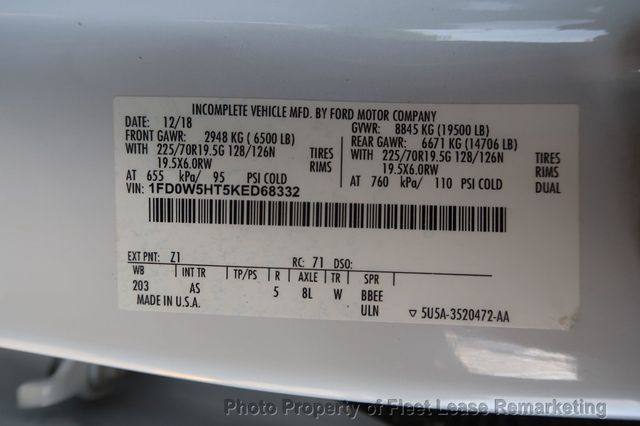 INCOMPLETE VEHICLE MFD. BY FORD MOTOR COMPANY
DATE: 12/18 GVWR: 8845 KG (19500 LB)
FRONT GAWR: 2948 KG (6500 LB) REAR GAWR: 6671 KG (14706 LB)
WITH 225/70R19.5G 128/126N TIRES WITH 225/70R19.5G 128/126N TIRES
19.5X6.0RW RIMS 19.5X6.0RW RIMS
AT 655 kPa/ 95 PSI COLD AT 760 kPa/ 110 PSI COLD DUAL
VIN: 1FD0W5HT5KED68332
EXT PNT: Z1 RC: 71 DSO:
WB INT TR TP/PS R AXLE TR SPR
203 AS 5 8L W BBEE
MADE IN U.S.A. ULN ▽ 5U5A-3520472-AA
Photo Property of Fleet Lease Remarketing